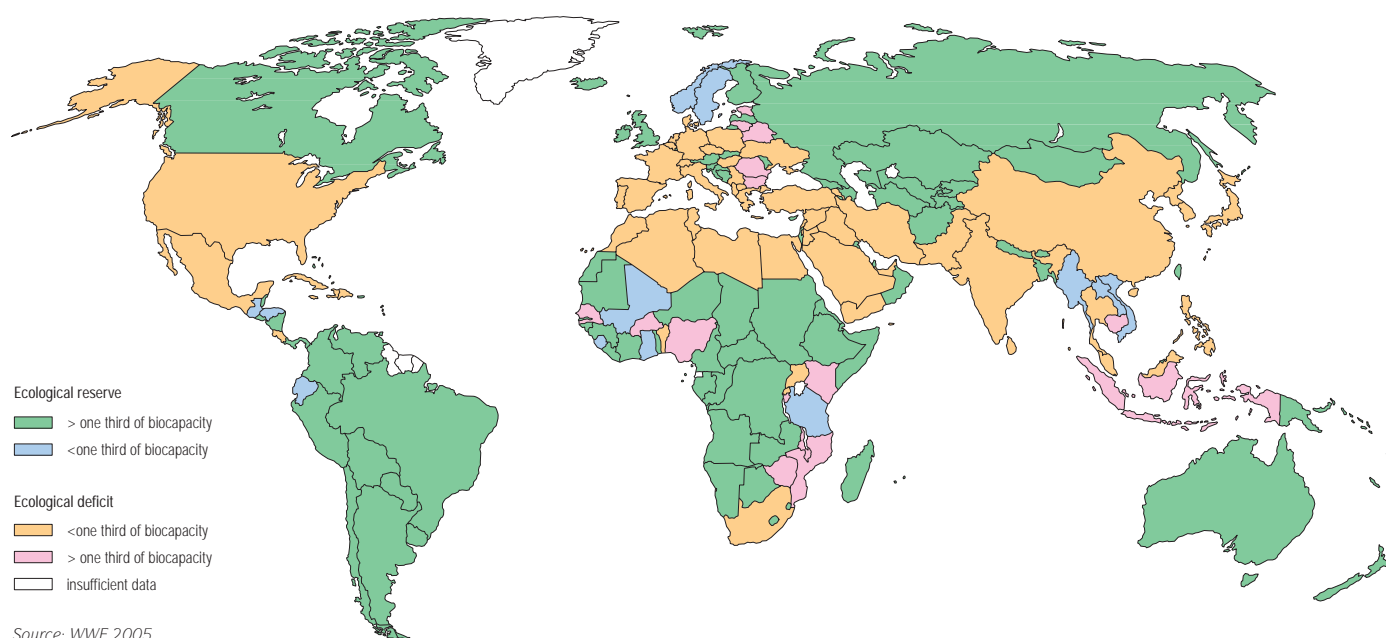 Ecological reserve
> one third of biocapacity
<one third of biocapacity
Ecological deficit
<one third of biocapacity
> one third of biocapacity
insufficient data
Source: WWF 2005